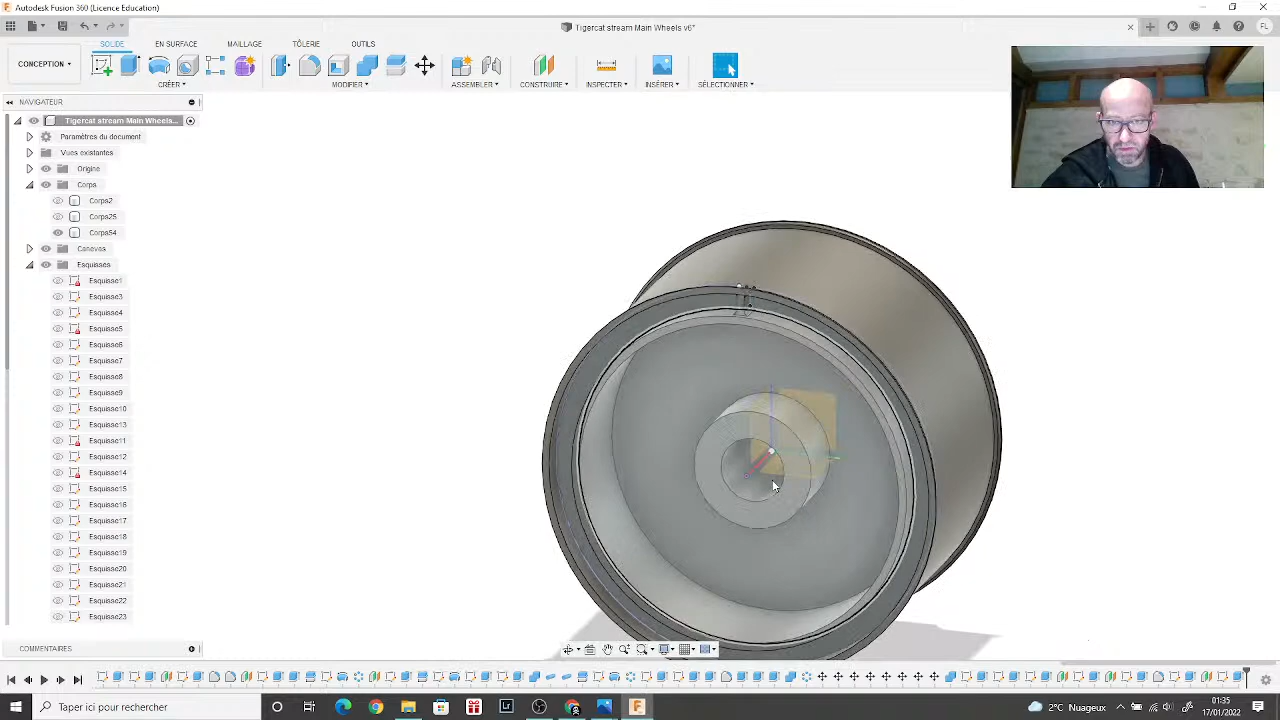 Autodesk Fusion 360 (Licence Education)
Tigercat stream Main Wheels v6*
FL
CONCEPTION
SOLIDE
EN SURFACE
MAILLAGE
TÔLERIE
OUTILS
CRÉER
MODIFIER
ASSEMBLER
CONSTRUIRE
INSPECTER
INSÉRER
SÉLECTIONNER
NAVIGATEUR
Tigercat stream Main Wheels...
Paramètres du document
Vues existantes
Origine
Corps
Corps2
Corps25
Corps54
Canevas
Esquisses
Esquisse1
Esquisse3
Esquisse4
Esquisse5
Esquisse6
Esquisse7
Esquisse8
Esquisse9
Esquisse10
Esquisse13
Esquisse11
Esquisse12
Esquisse14
Esquisse15
Esquisse16
Esquisse17
Esquisse18
Esquisse19
Esquisse20
Esquisse21
Esquisse22
Esquisse23
COMMENTAIRES
Taper ici pour rechercher
2°C Nuageux
01:35
17/01/2022